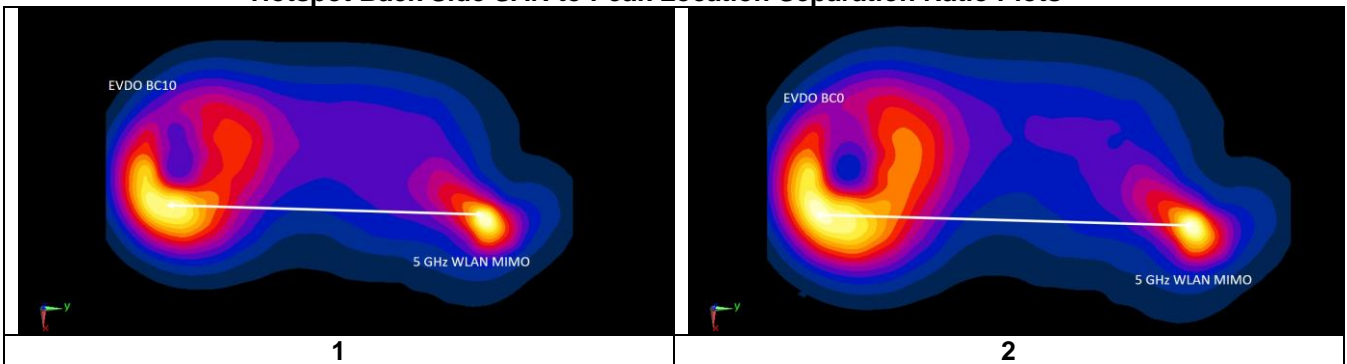 Hotspot Back Side SAR to Peak Location Separation Ratio Plots
EVDO BC10
5 GHz WLAN MIMO
y
x
1
EVDO BC0
5 GHz WLAN MIMO
y
x
2